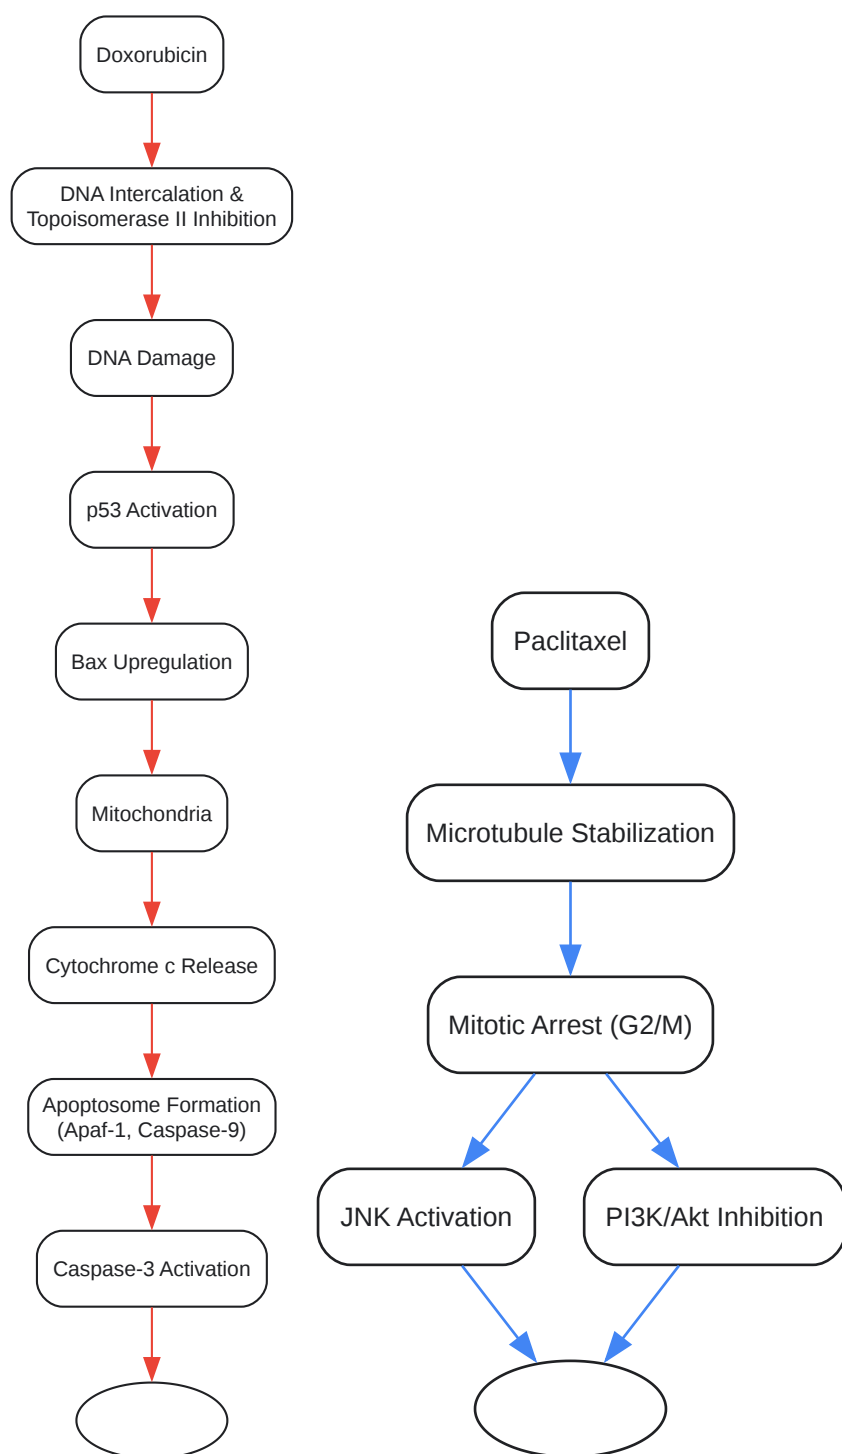 Doxorubicin
DNA Intercalation &
Topoisomerase II Inhibition
DNA Damage
p53 Activation
Bax Upregulation
Mitochondria
Cytochrome c Release
Apoptosome Formation
(Apaf-1, Caspase-9)
Caspase-3 Activation
Paclitaxel
Microtubule Stabilization
Mitotic Arrest (G2/M)
JNK Activation
PI3K/Akt Inhibition